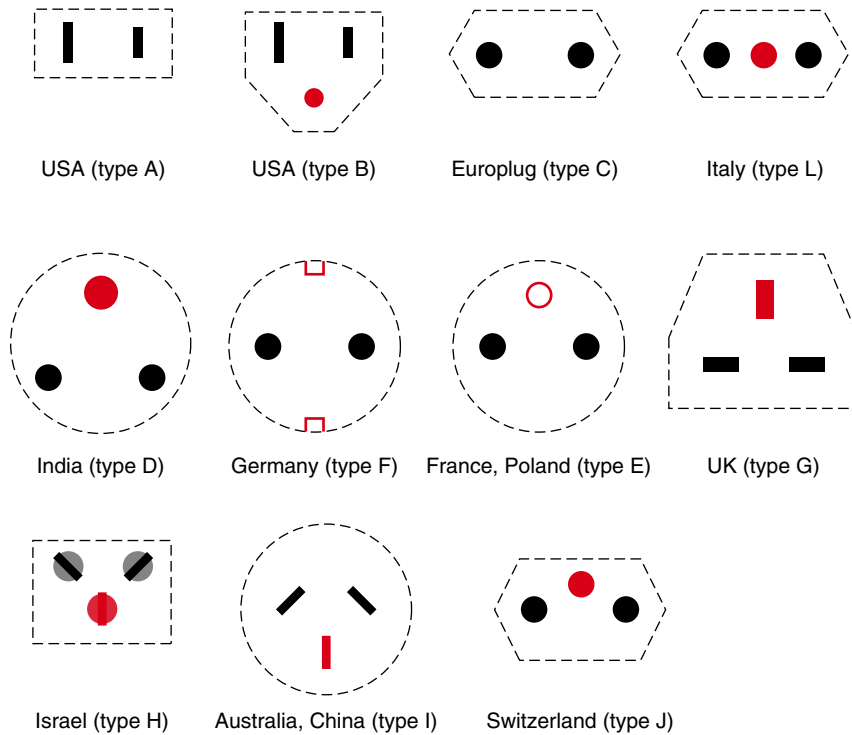 USA (type A)
USA (type B)
Europlug (type C)
Italy (type L)
India (type D)
Germany (type F)
France, Poland (type E)
UK (type G)
Israel (type H)
Australia, China (type I)
Switzerland (type J)